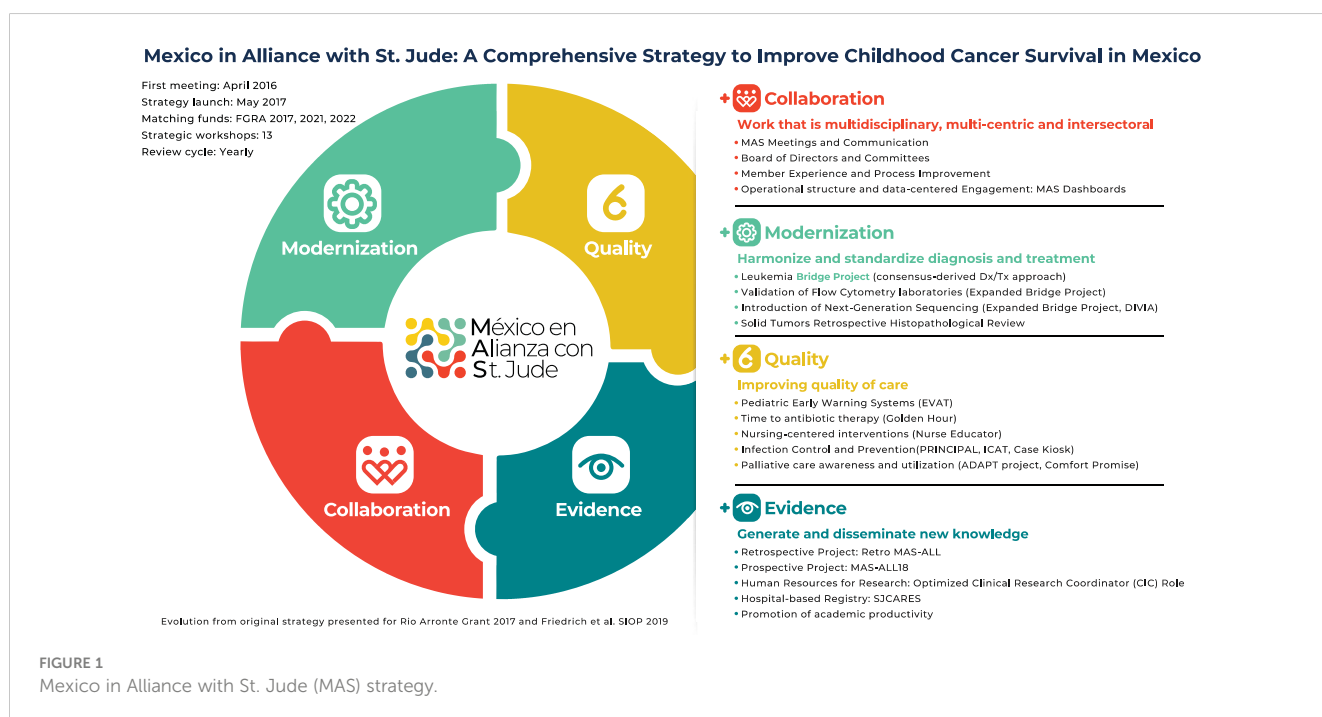 Mexico in Alliance with St. Jude: A Comprehensive Strategy to Improve Childhood Cancer Survival in Mexico
First meeting: April 2016
Strategy launch: May 2017
Matching funds: FGRA 2017, 2021, 2022
Strategic workshops: 13
Review cycle: Yearly
Modernization
Quality
México en
Alianza con
St. Jude
Collaboration
Evidence
Evolution from original strategy presented for Rio Arronte Grant 2017 and Friedrich et al. SIOP 2019
+ Collaboration
Work that is multidisciplinary, multi-centric and intersectoral
• MAS Meetings and Communication
• Board of Directors and Committees
• Member Experience and Process Improvement
• Operational structure and data-centered Engagement: MAS Dashboards
+ Modernization
Harmonize and standardize diagnosis and treatment
• Leukemia Bridge Project (consensus-derived Dx/Tx approach)
• Validation of Flow Cytometry laboratories (Expanded Bridge Project)
• Introduction of Next-Generation Sequencing (Expanded Bridge Project, DIVIA)
• Solid Tumors Retrospective Histopathological Review
+ Quality
Improving quality of care
• Pediatric Early Warning Systems (EVAT)
• Time to antibiotic therapy (Golden Hour)
• Nursing-centered interventions (Nurse Educator)
• Infection Control and Prevention(PRINCIPAL, ICAT, Case Kiosk)
• Palliative care awareness and utilization (ADAPT project, Comfort Promise)
+ Evidence
Generate and disseminate new knowledge
• Retrospective Project: Retro MAS-ALL
• Prospective Project: MAS-ALL18
• Human Resources for Research: Optimized Clinical Research Coordinator (CIC) Role
• Hospital-based Registry: SJCARES
• Promotion of academic productivity
FIGURE 1
Mexico in Alliance with St. Jude (MAS) strategy.